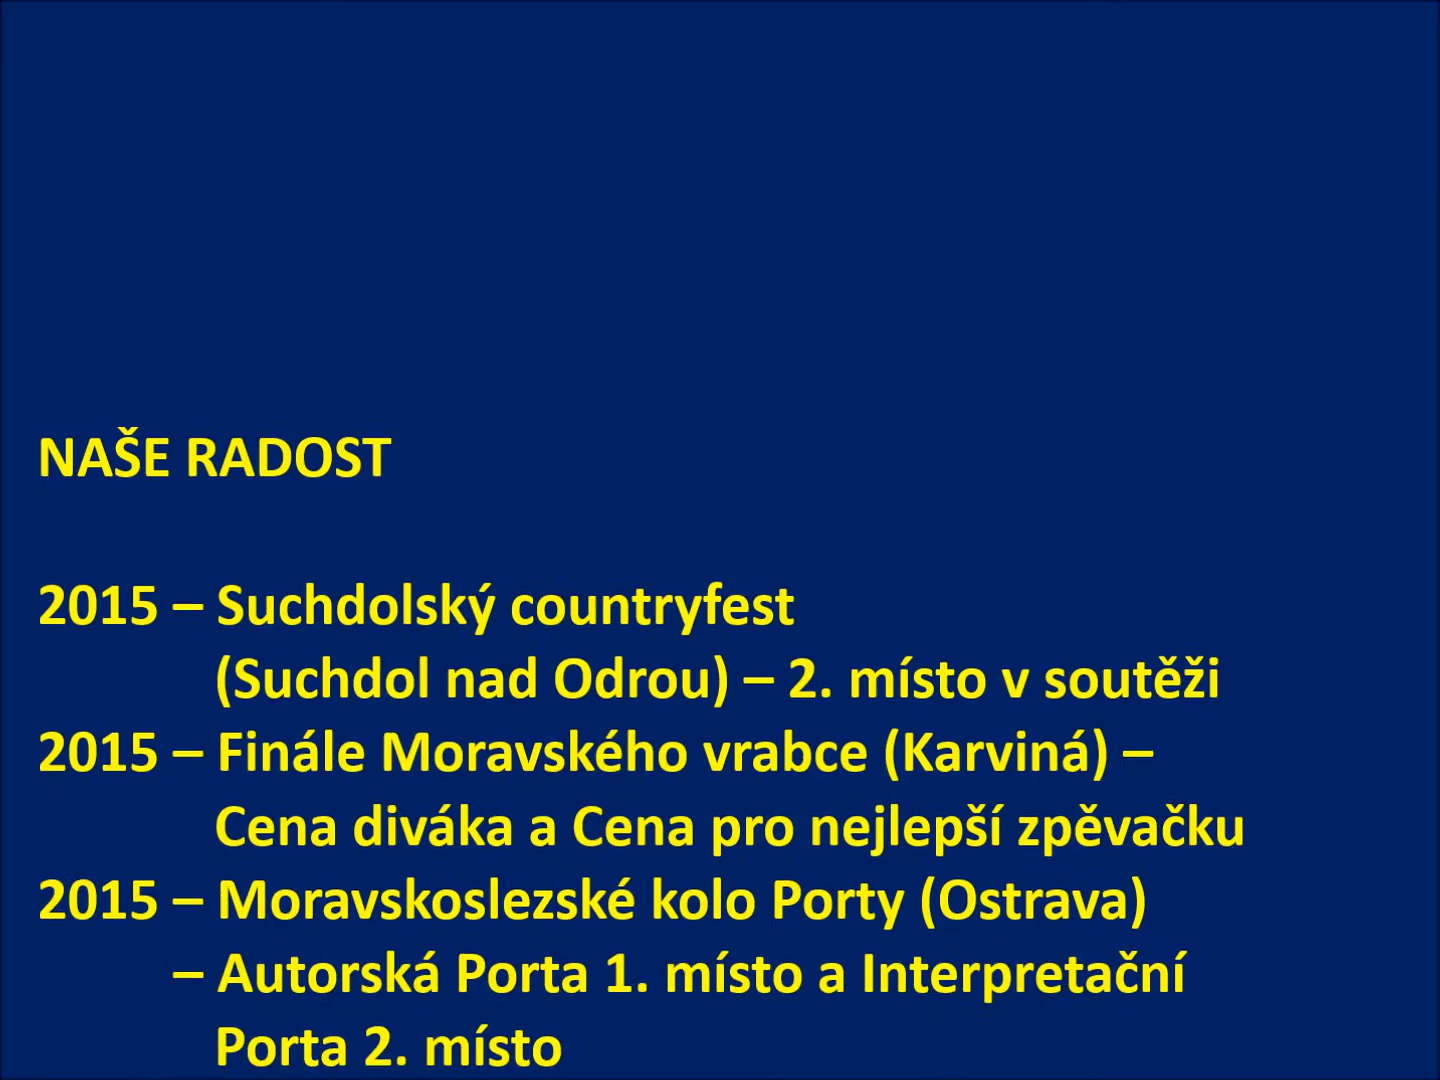 NAŠE RADOST
2015 – Suchdolský countryfest
(Suchdol nad Odrou) – 2. místo v soutěži
2015 – Finále Moravského vrabce (Karviná) –
Cena diváka a Cena pro nejlepší zpěvačku
2015 – Moravskoslezské kolo Porty (Ostrava)
– Autorská Porta 1. místo a Interpretační
Porta 2. místo